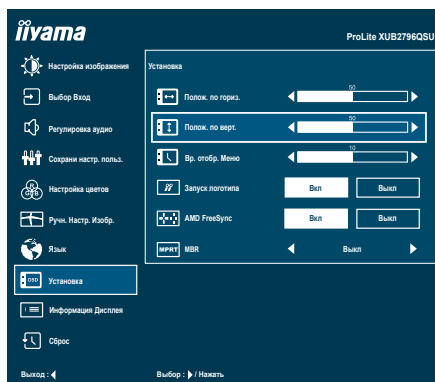 iiyama
ProLite XUB2796QSU
Настройка изображения
Выбор Вход
Регулировка аудио
Сохрани настр. польз.
Настройка цветов
Ручн. Настр. Изобр.
Язык
OSD Установка
i Информация Дисплея
Сброс
Установка
Полож. по гориз. 50
Полож. по верт. 50
Вр. отобр. Меню 10
Запуск логотипа Вкл Выкл
AMD FreeSync Вкл Выкл
MPRT MBR Выкл
Выход : Выбор : / Нажать